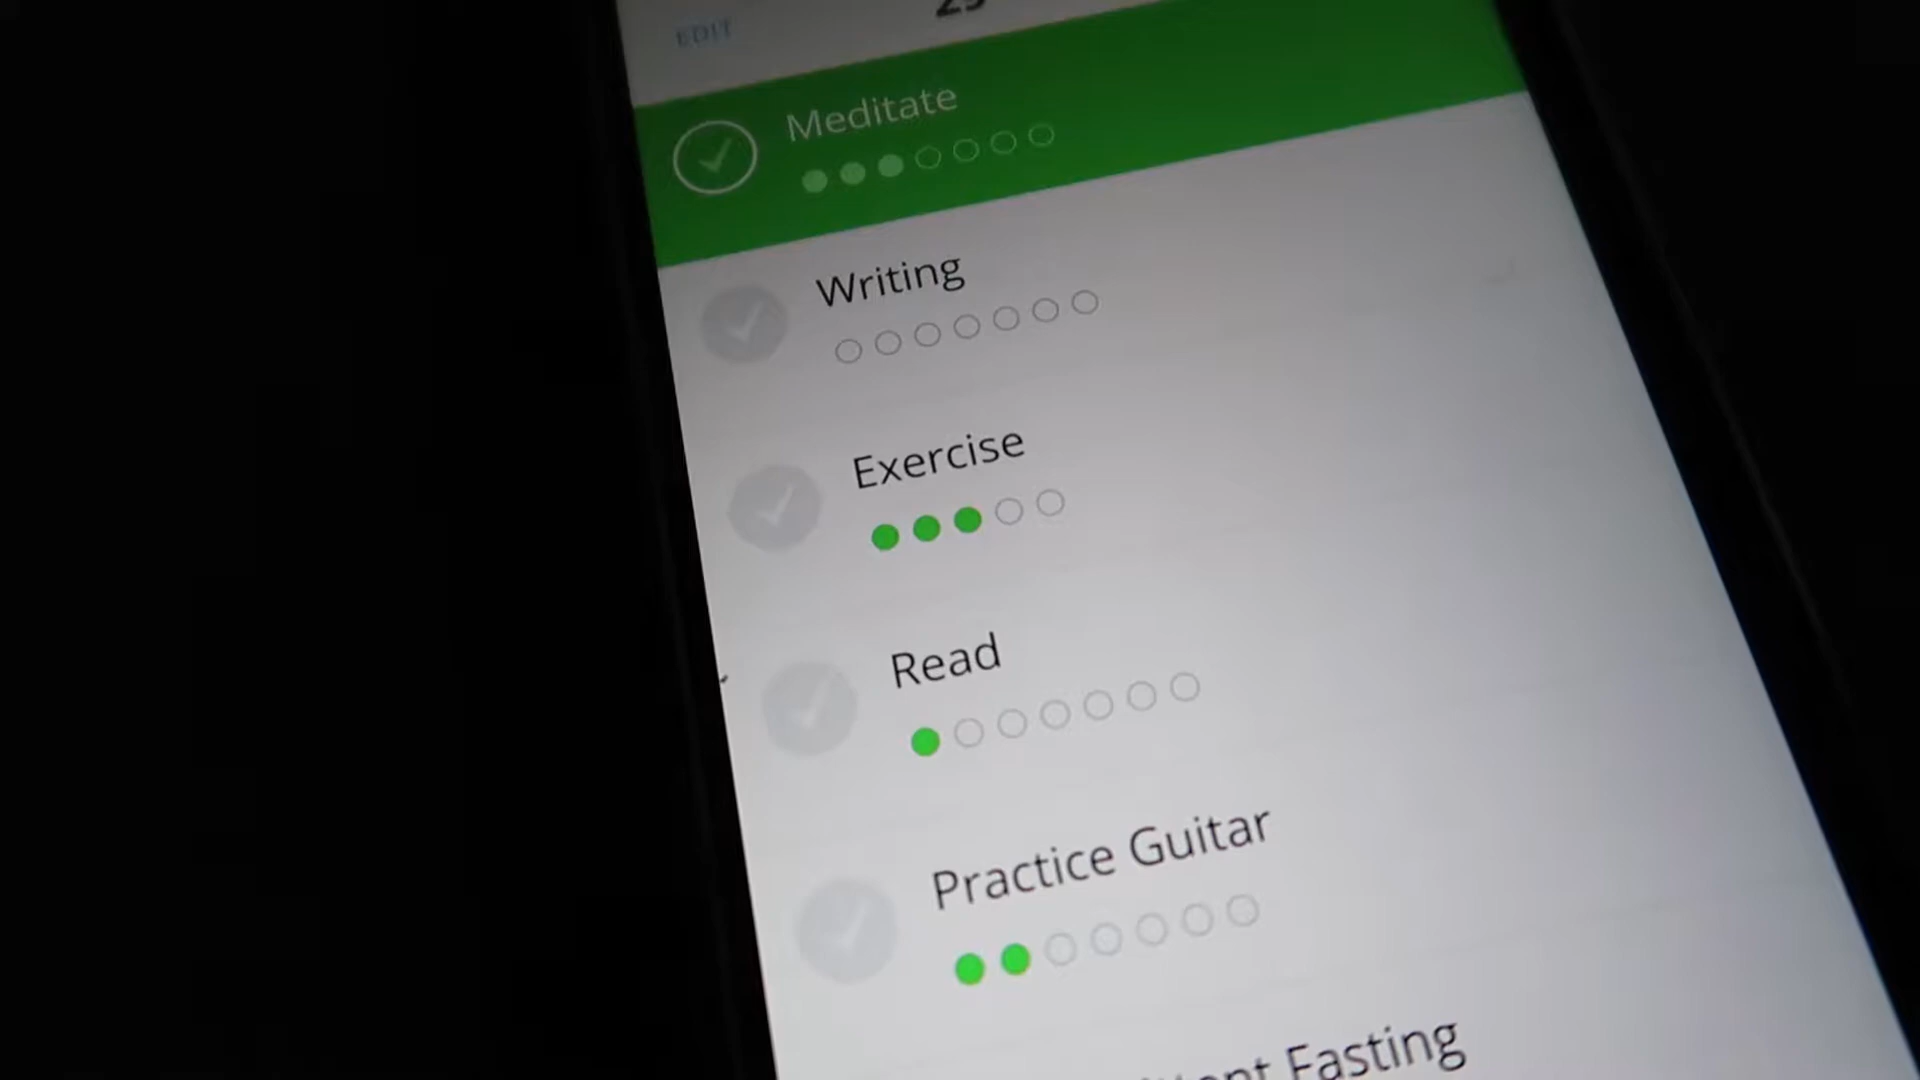 EDIT
Meditate
Writing
Exercise
Read
Practice Guitar
Fasting